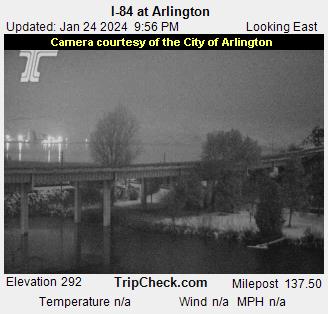 I-84 at Arlington
Updated: Jan 24 2024 9:56 PM Looking East
Camera courtesy of the City of Arlington
Elevation 292 TripCheck.com Milepost 137.50
Temperature n/a Wind n/a MPH n/a